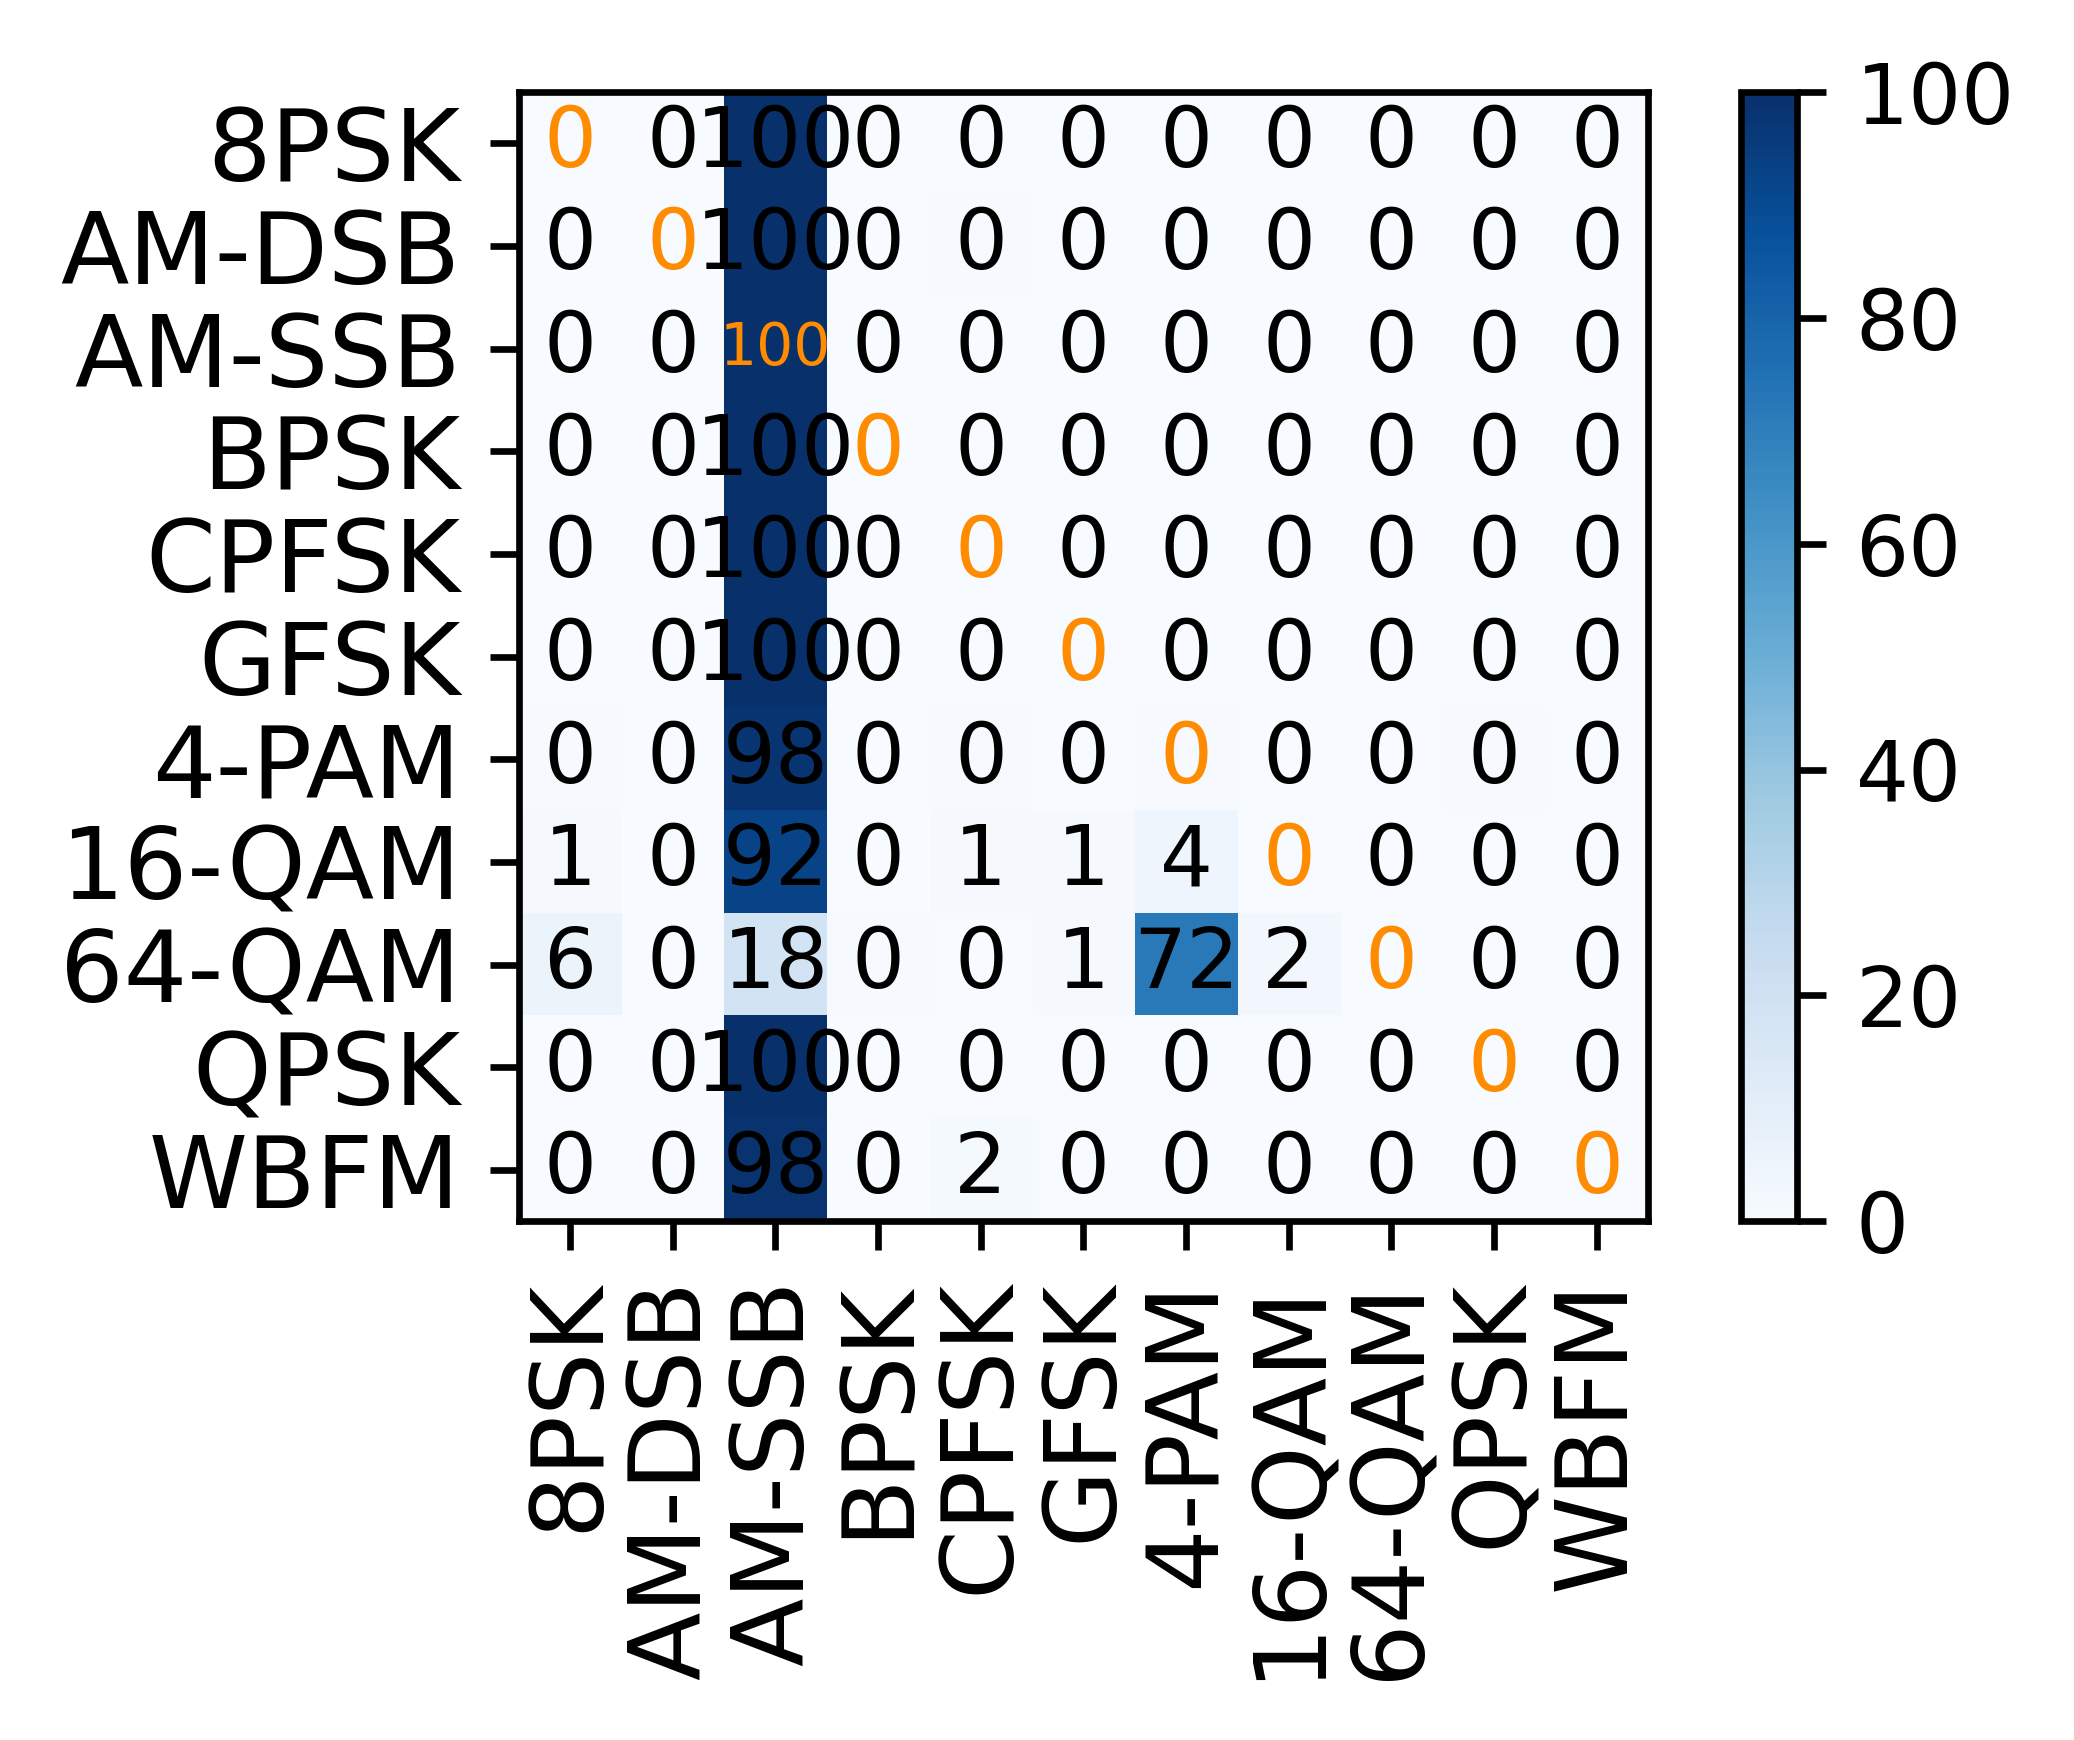 100
8PSK 0 0 100 0 0 0 0 0 0 0 0
AM-DSB 0 0 100 0 0 0 0 0 0 0 0
80
AM-SSB 0 0 100 0 0 0 0 0 0 0 0
BPSK 0 0 100 0 0 0 0 0 0 0 0
CPFSK 0 0 100 0 0 0 0 0 0 0 0
60
GFSK 0 0 100 0 0 0 0 0 0 0 0
4-PAM 0 0 98 0 0 0 0 0 0 0 0
40
16-QAM 1 0 92 0 1 1 4 0 0 0 0
64-QAM 6 0 18 0 0 1 72 2 0 0 0
20
QPSK 0 0 100 0 0 0 0 0 0 0 0
WBFM 0 0 98 0 2 0 0 0 0 0 0
0
8PSK
AM-DSB
AM-SSB
BPSK
CPFSK
GFSK
4-PAM
16-QAM
64-QAM
QPSK
WBFM